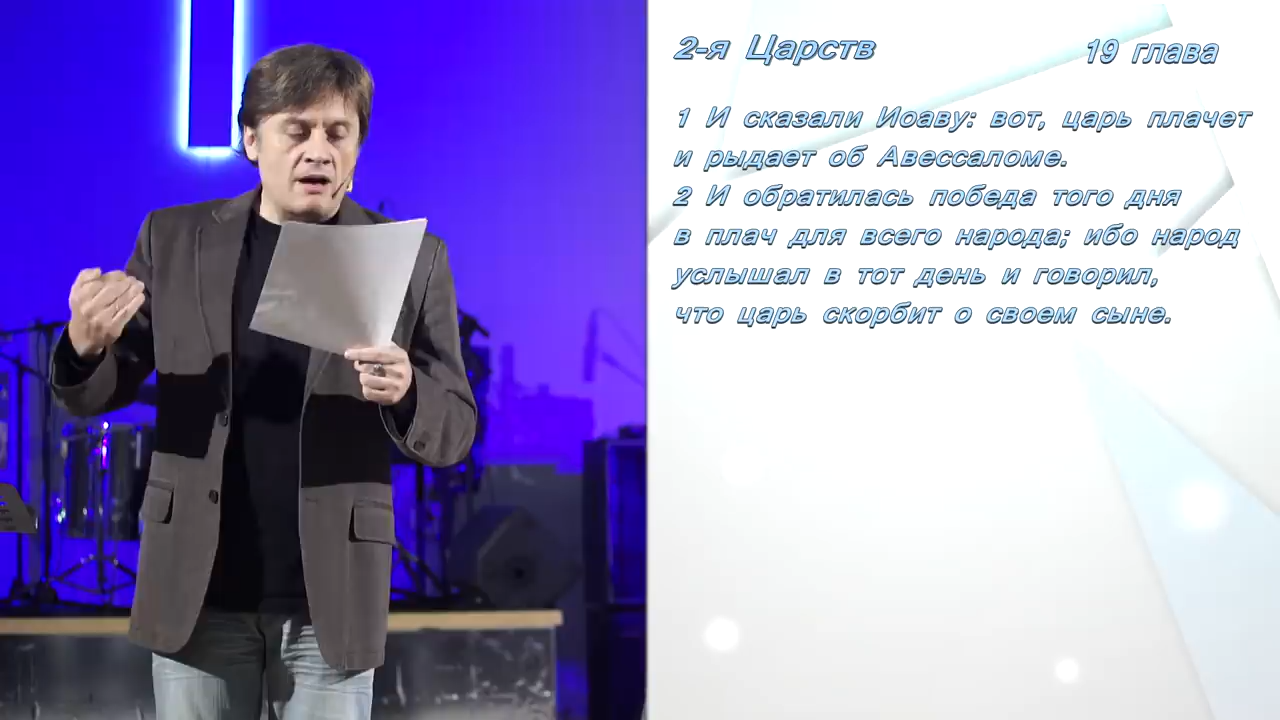 2-я Царств 19 глава
1 И сказали Иоаву: вот, царь плачет
и рыдает об Авессаломе.
2 И обратилась победа того дня
в плач для всего народа; ибо народ
услышал в тот день и говорил,
что царь скорбит о своем сыне.